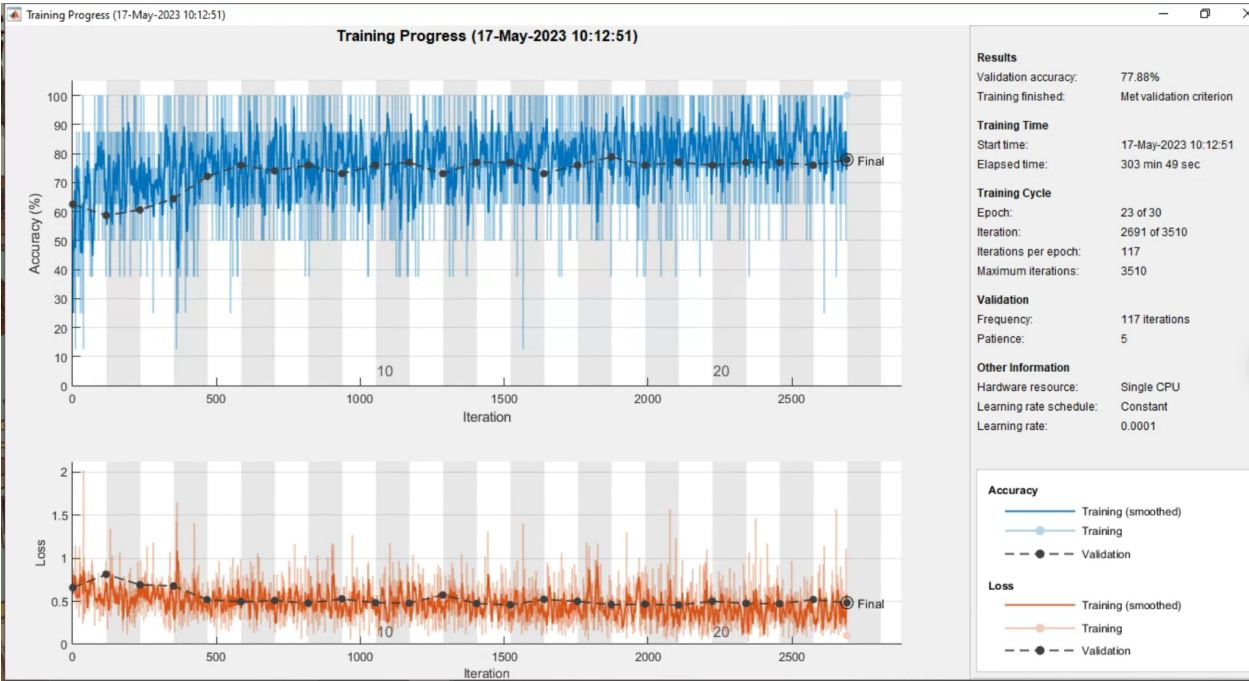 Training Progress (17-May-2023 10:12:51)
Training Progress (17-May-2023 10:12:51)
100
90
80
70
60
50
40
30
20
10
0
Accuracy (%)
Final
10
20
0
500
1000
1500
2000
2500
Iteration
2
1.5
1
0.5
0
Loss
Final
10
20
0
500
1000
1500
2000
2500
Iteration
Results
Validation accuracy: 77.88%
Training finished: Met validation criterion
Training Time
Start time: 17-May-2023 10:12:51
Elapsed time: 303 min 49 sec
Training Cycle
Epoch: 23 of 30
Iteration: 2691 of 3510
Iterations per epoch: 117
Maximum iterations: 3510
Validation
Frequency: 117 iterations
Patience: 5
Other Information
Hardware resource: Single CPU
Learning rate schedule: Constant
Learning rate: 0.0001
Accuracy
Training (smoothed)
Training
Validation
Loss
Training (smoothed)
Training
Validation